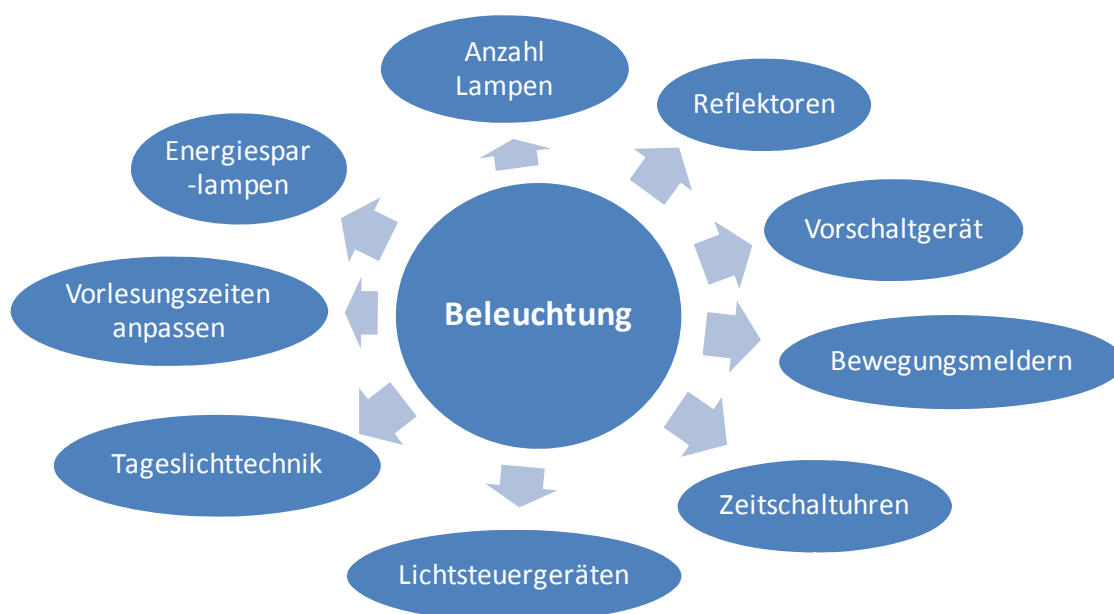 Anzahl
Lampen
Reflektoren
Energiespar
-lampen
Vorschaltgerät
Vorlesungszeiten
anpassen
Beleuchtung
Bewegungsmeldern
Tageslichttechnik
Zeitschaltuhren
Lichtsteuergeräten